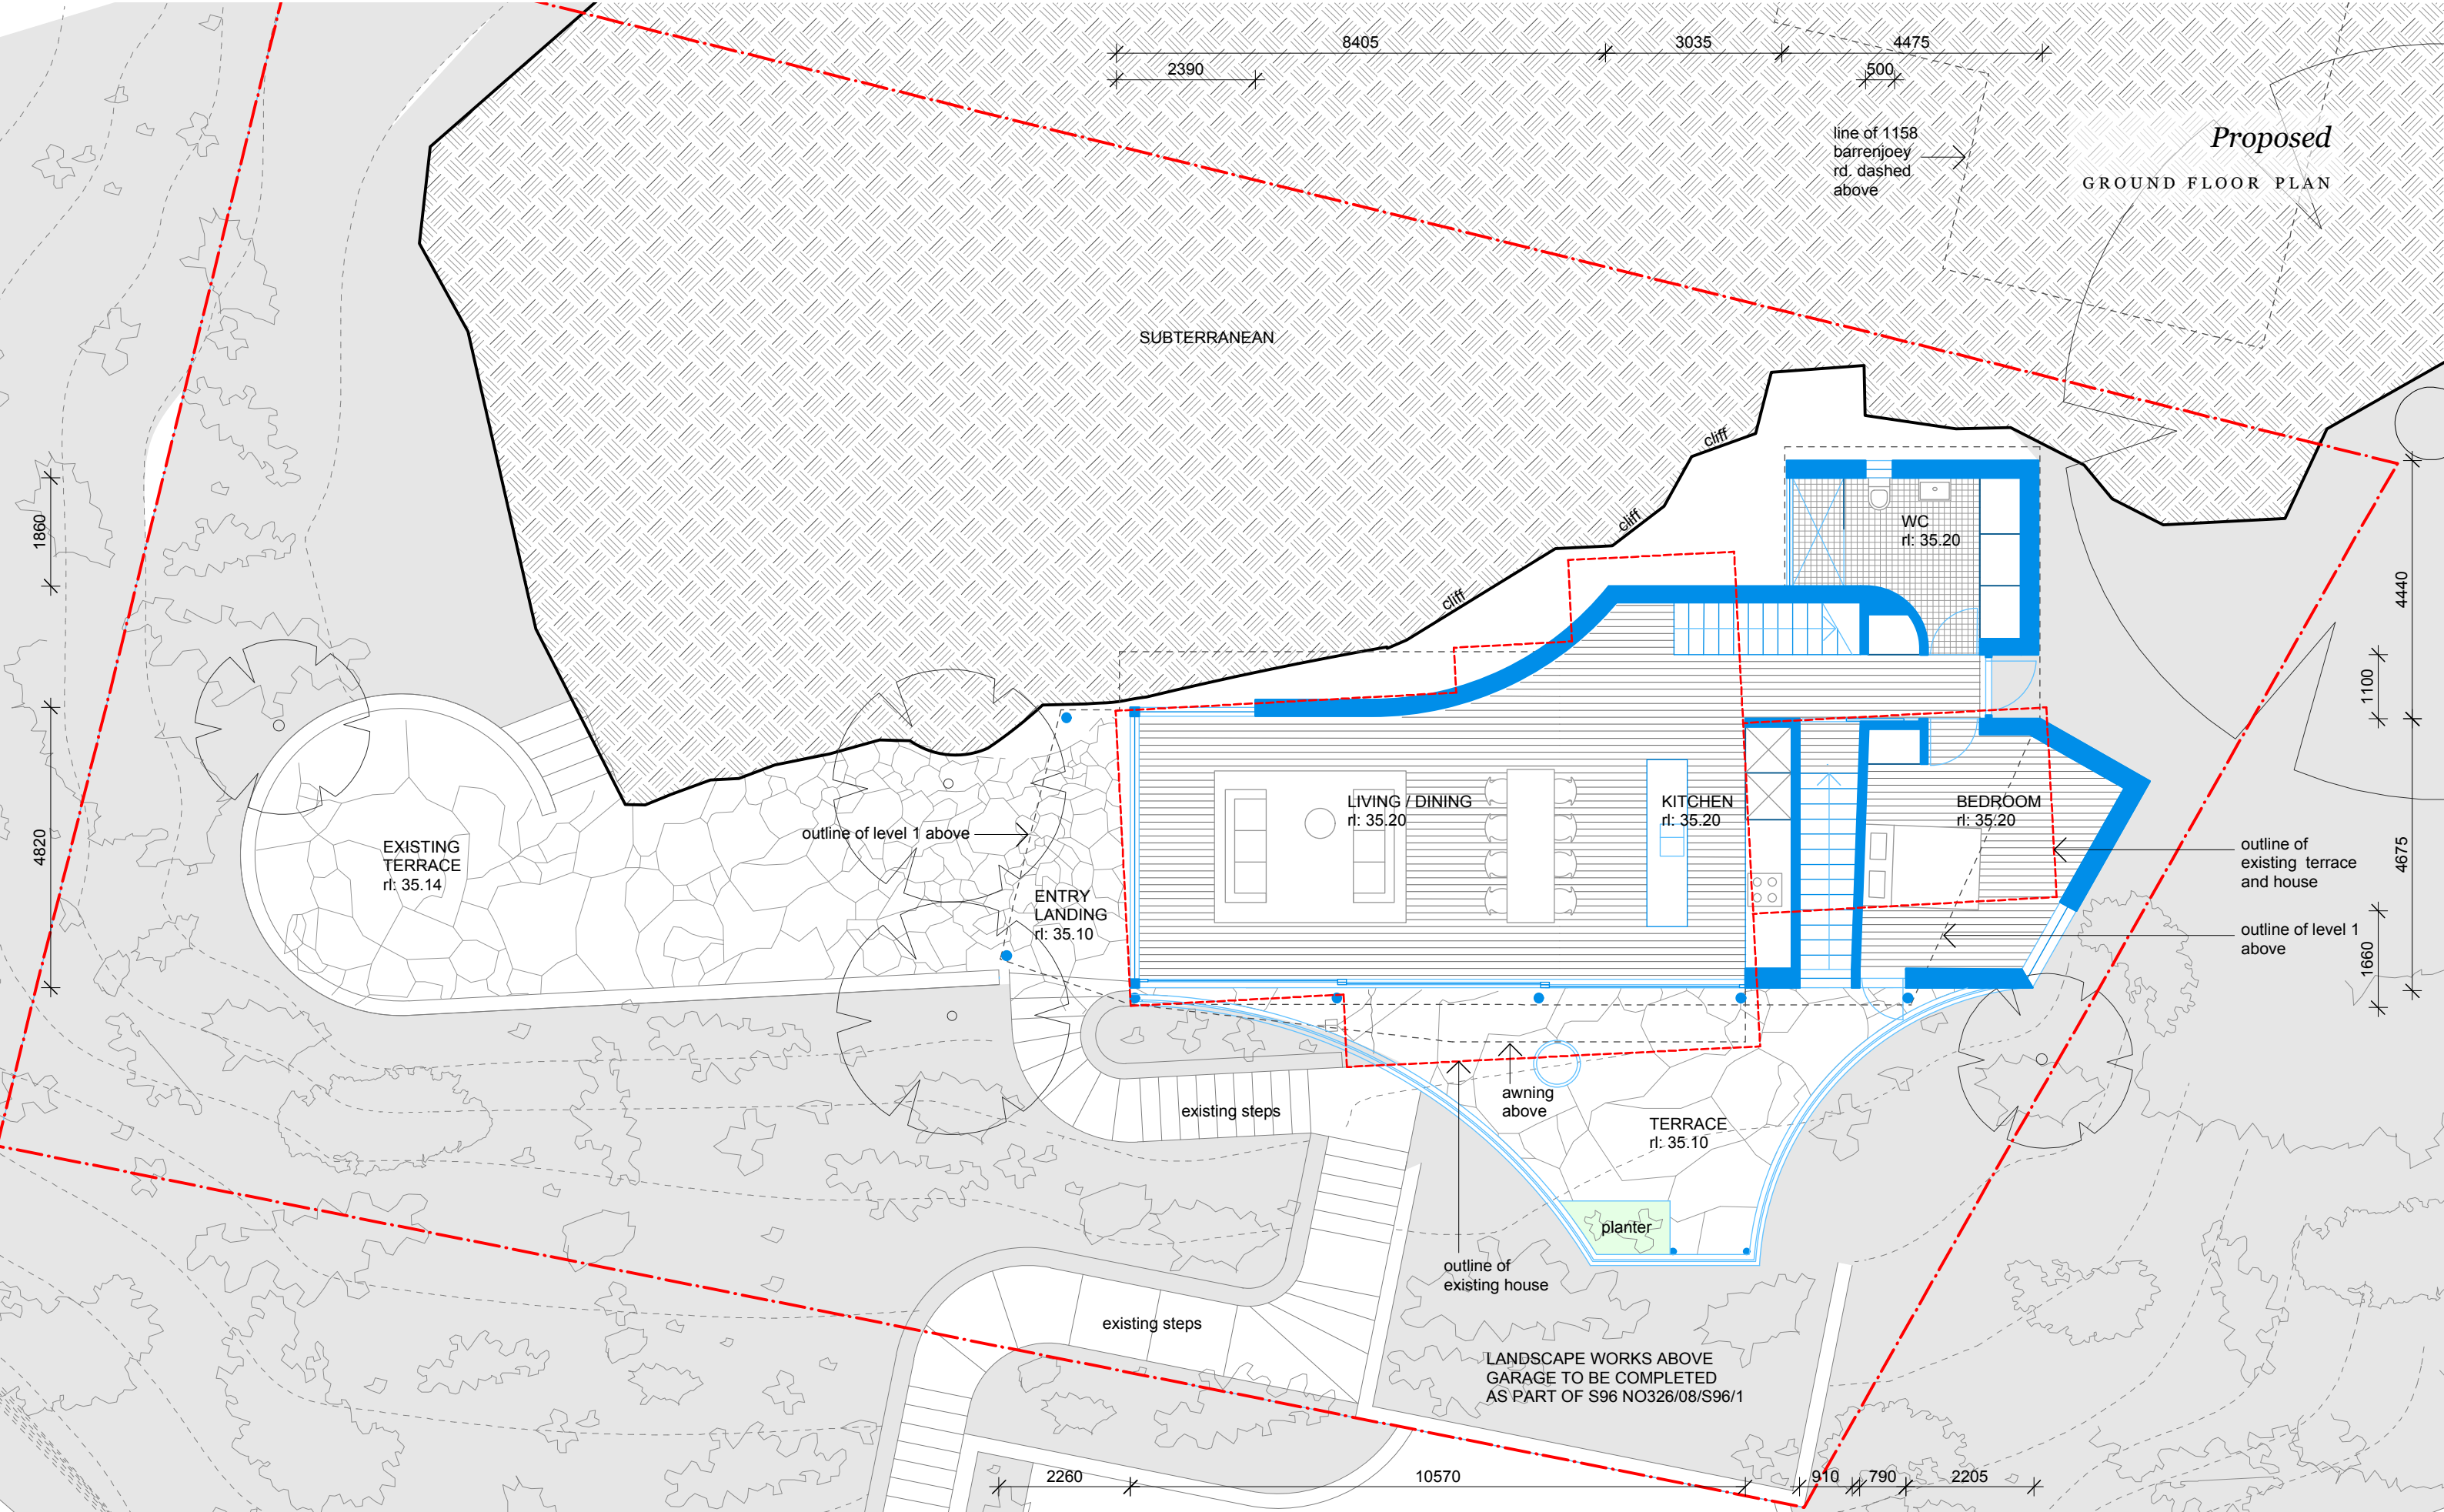 8405
3035
4475
2390
500
line of 1158
barrenjoey
rd. dashed
above
Proposed
GROUND FLOOR PLAN
SUBTERRANEAN
cliff
cliff
cliff
1860
4820
4440
1100
4675
1660
WC
rl: 35.20
LIVING / DINING
rl: 35.20
KITCHEN
rl: 35.20
BEDROOM
rl: 35.20
outline of level 1 above
EXISTING
TERRACE
rl: 35.14
ENTRY
LANDING
rl: 35.10
outline of
existing terrace
and house
outline of level 1
above
existing steps
awning
above
TERRACE
rl: 35.10
planter
outline of
existing house
existing steps
LANDSCAPE WORKS ABOVE
GARAGE TO BE COMPLETED
AS PART OF S96 NO326/08/S96/1
2260
10570
910
790
2205